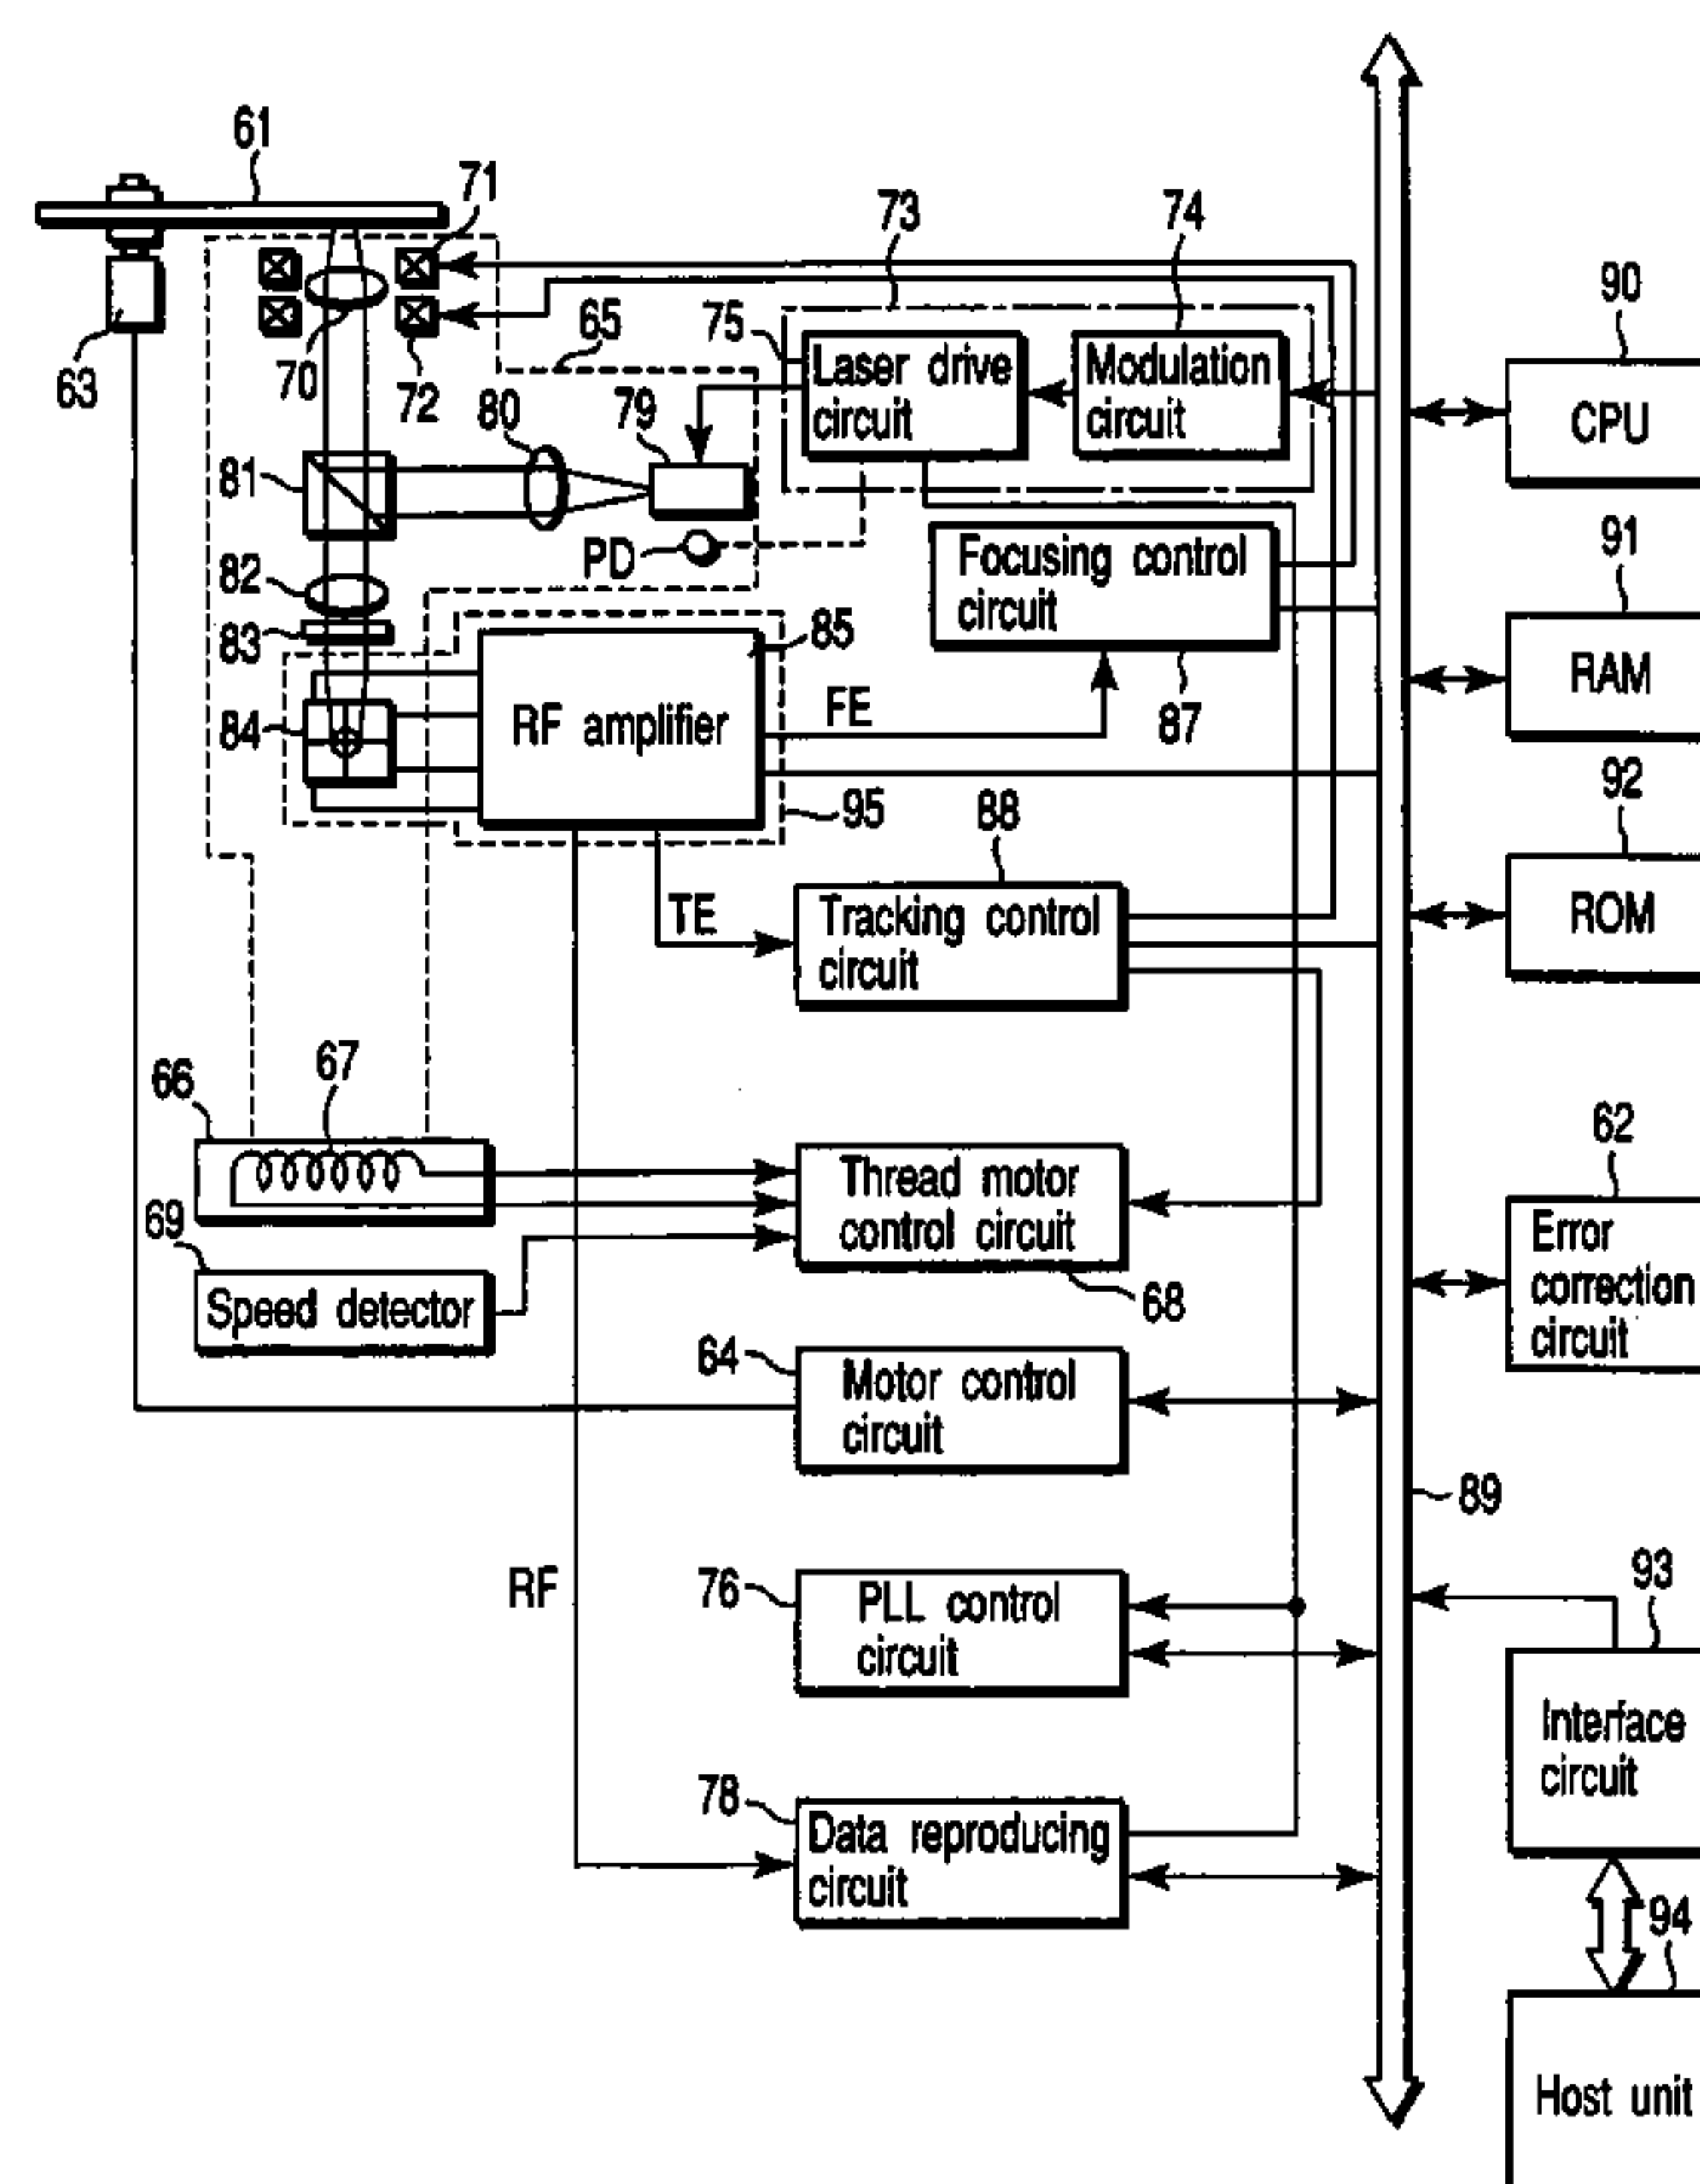 61
71
73
74
90
63
70
72
65
75
Laser drive
circuit
Modulation
circuit
CPU
80
79
81
PD
91
82
Focusing control
circuit
83
85
RAM
84
RF amplifier
FE
87
92
95
88
TE
Tracking control
circuit
ROM
66
67
62
Thread motor
control circuit
Error
correction
circuit
69
Speed detector
68
64
Motor control
circuit
89
RF
76
PLL control
circuit
93
Interface
circuit
78
Data reproducing
circuit
94
Host unit